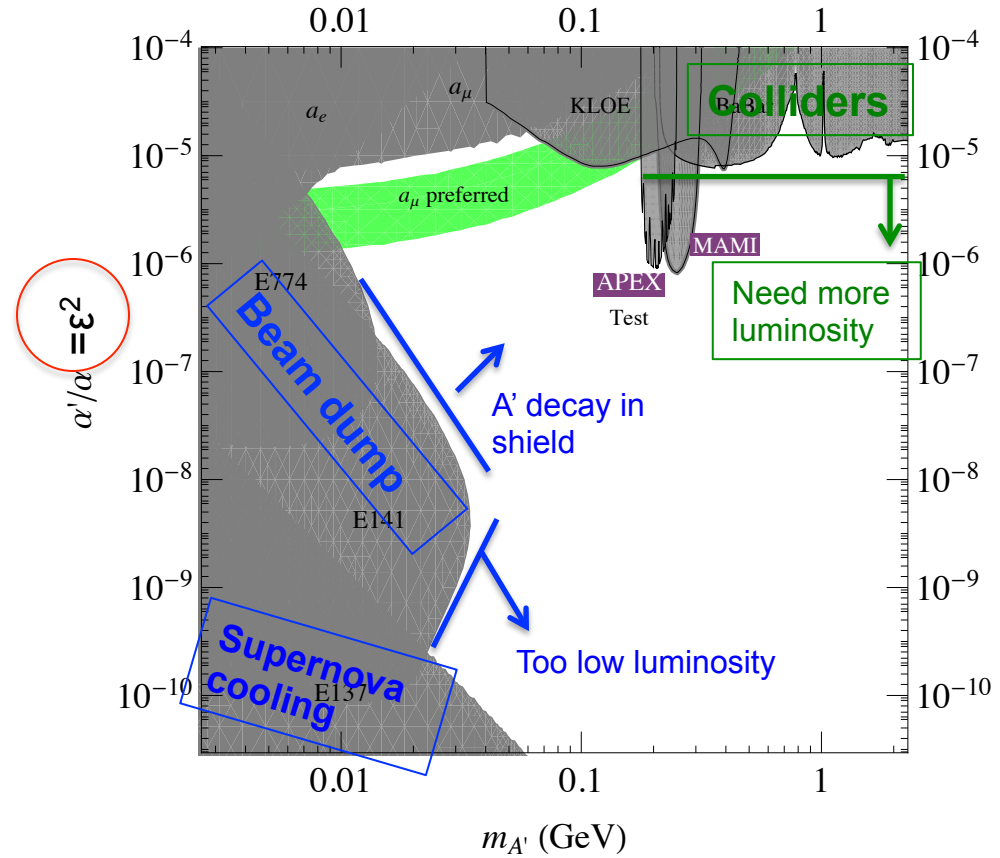 0.01 0.1 1
10⁻⁴ 10⁻⁴
a_e
a_μ
KLOE
Colliders
10⁻⁵ 10⁻⁵
a_μ preferred
MAMI
10⁻⁶ 10⁻⁶
E774
APEX
Test
Need more
luminosity
=ε²
α'/α
Beam dump
10⁻⁷ 10⁻⁷
A' decay in
shield
10⁻⁸ 10⁻⁸
E141
10⁻⁹ 10⁻⁹
Supernova
cooling
E137
Too low luminosity
10⁻¹⁰ 10⁻¹⁰
0.01 0.1 1
m_A' (GeV)